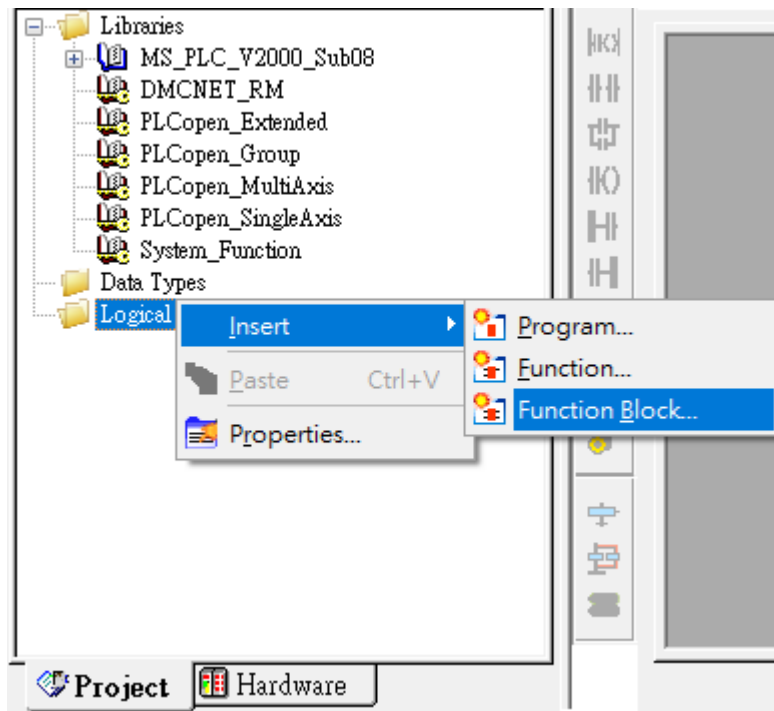 Libraries
MS_PLC_V2000_Sub08
DMCNET_RM
PLCopen_Extended
PLCopen_Group
PLCopen_MultiAxis
PLCopen_SingleAxis
System_Function
Data Types
Logical
Insert
Paste Ctrl+V
Properties...
Program...
Function...
Function Block...
Project Hardware